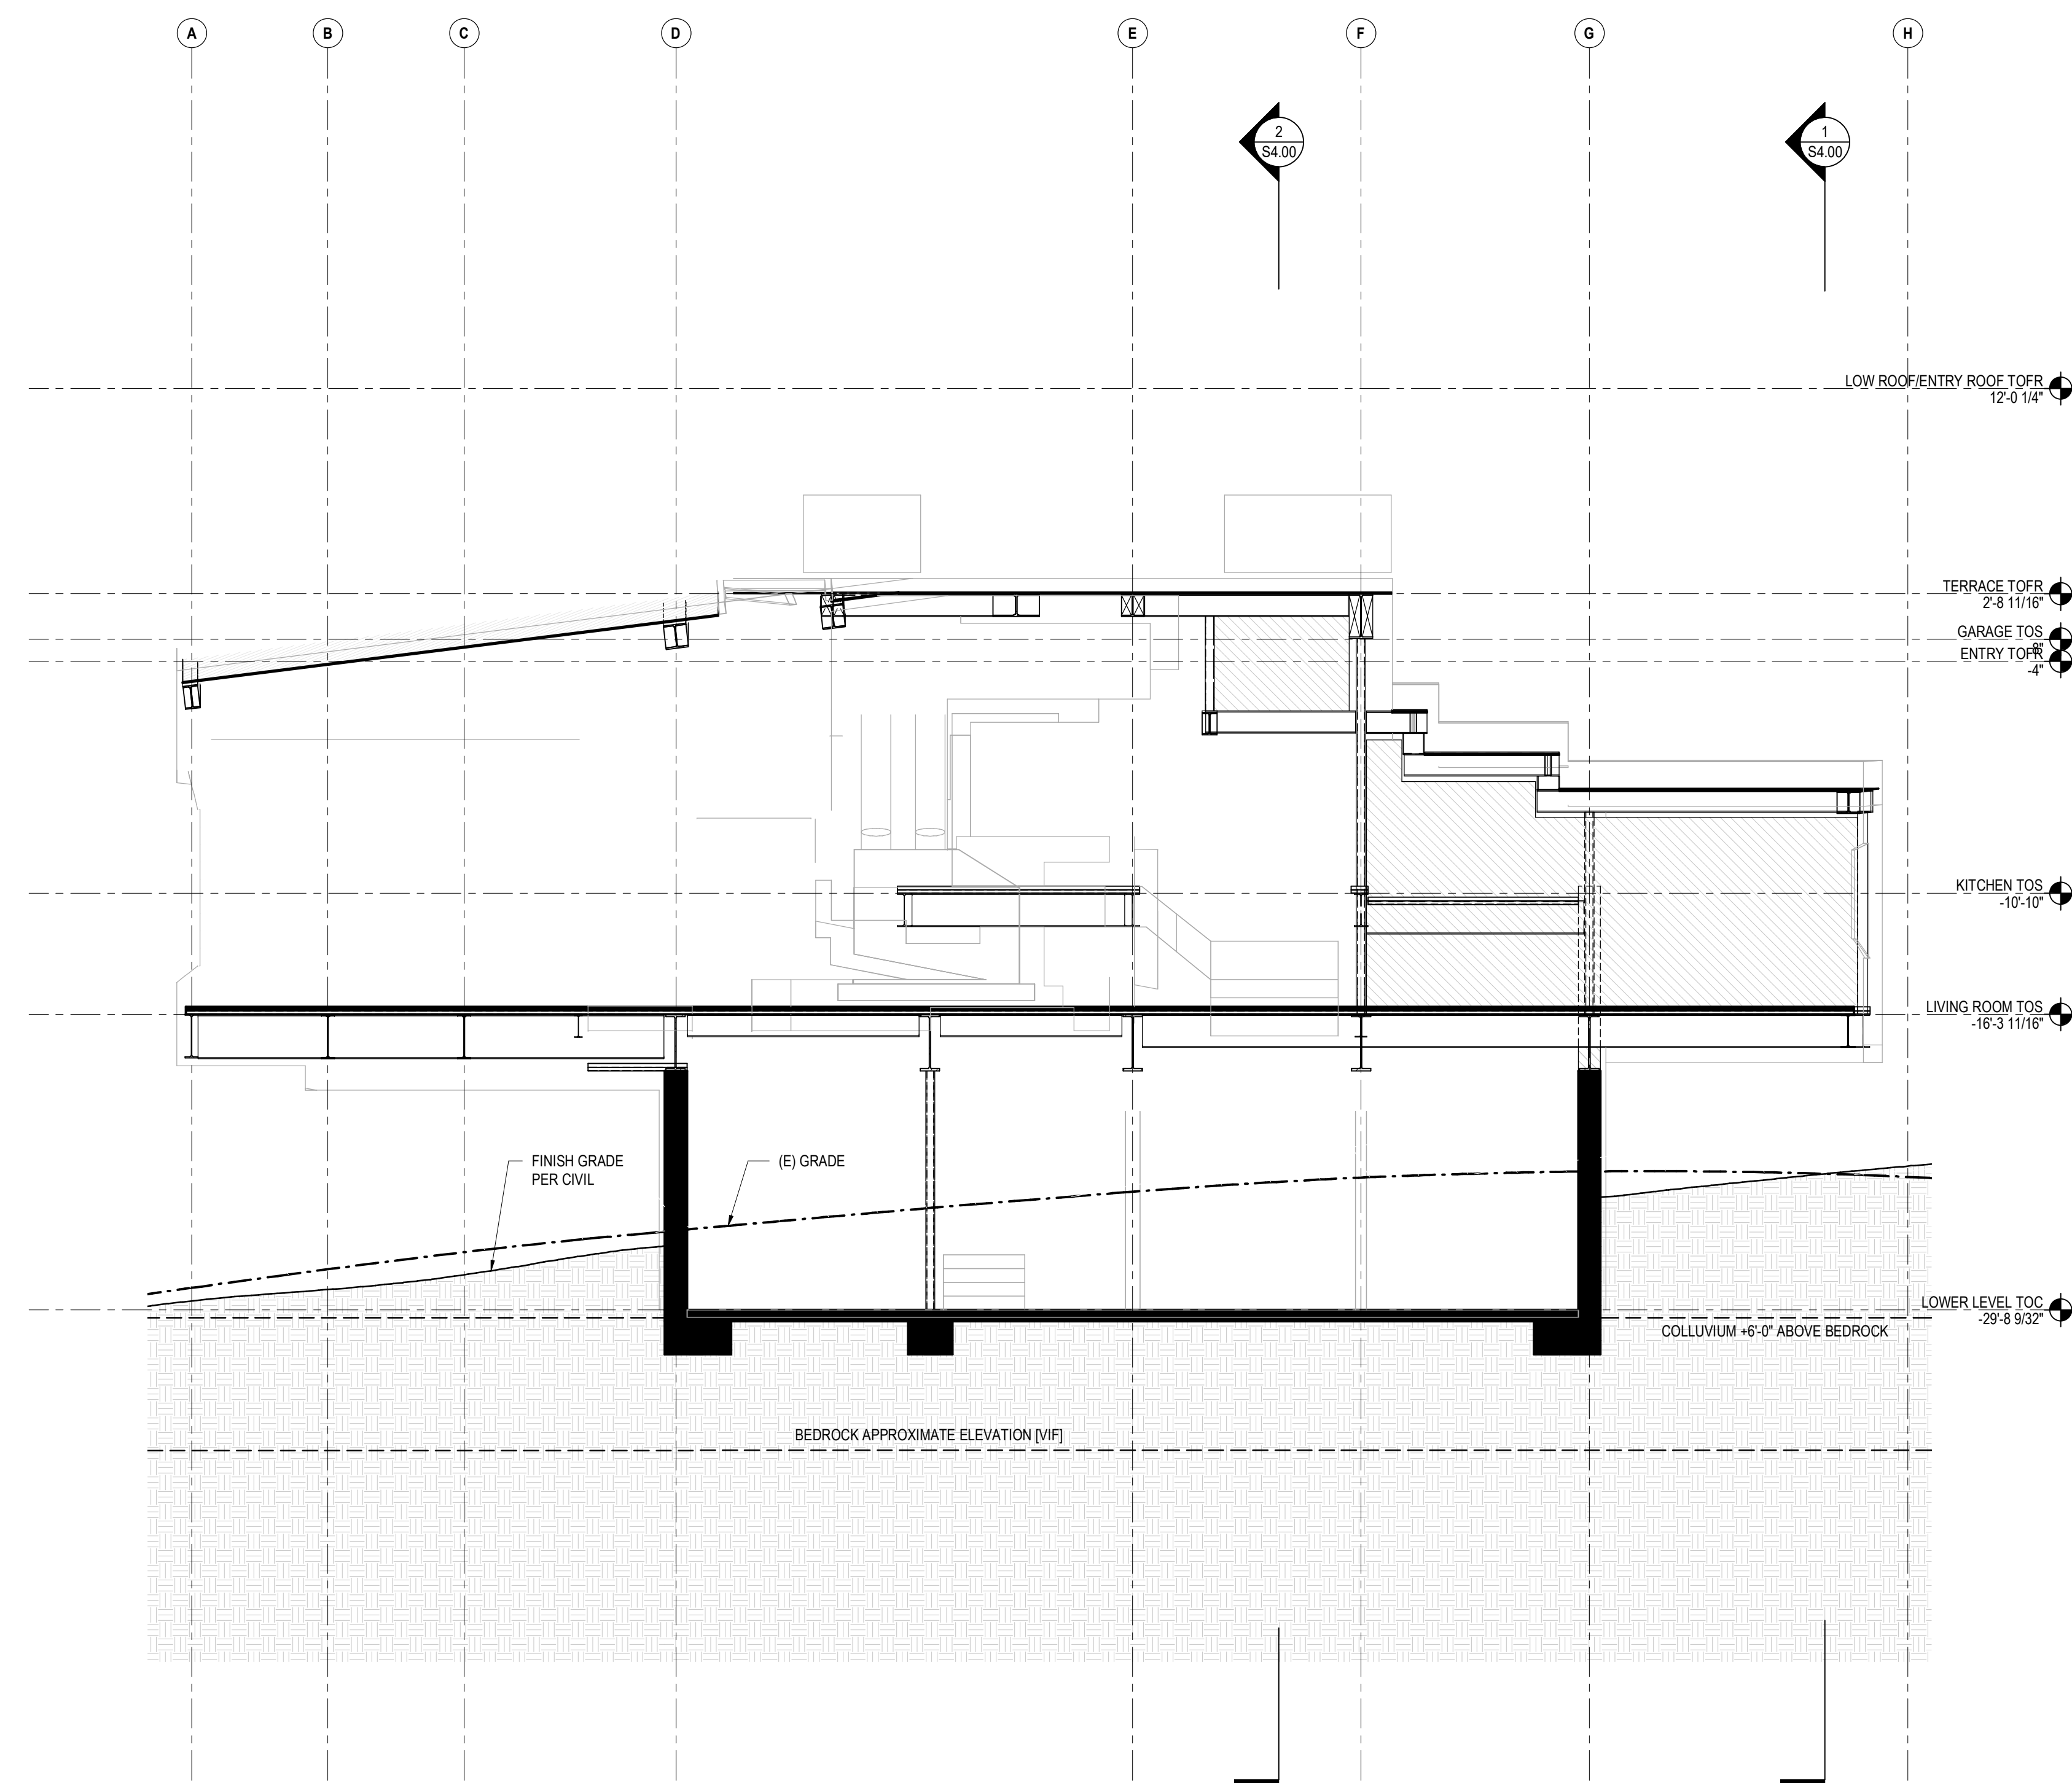 A
B
C
D
E
F
G
H
2
S4.00
1
S4.00
LOW ROOF/ENTRY ROOF TOFR
12'-0 1/4"
TERRACE TOFR
2'-8 11/16"
GARAGE TOS
8"
ENTRY TOFR
-4"
KITCHEN TOS
-10'-10"
LIVING ROOM TOS
-16'-3 11/16"
FINISH GRADE
PER CIVIL
(E) GRADE
LOWER LEVEL TOC
-29'-8 9/32"
COLLUVIUM +6'-0" ABOVE BEDROCK
BEDROCK APPROXIMATE ELEVATION [VIF]